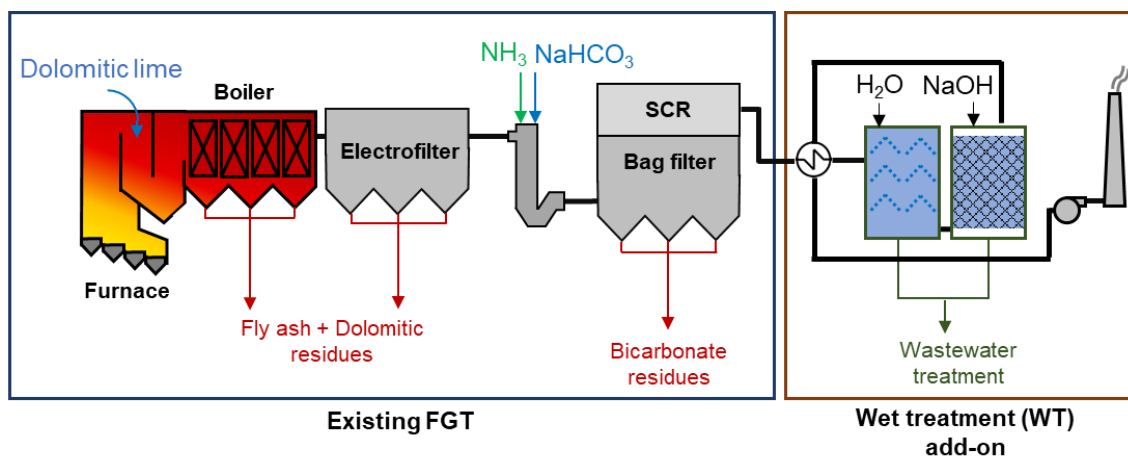 Dolomitic lime
Boiler
Furnace
Electrofilter
Fly ash + Dolomitic
residues
NH₃ NaHCO₃
SCR
Bag filter
Bicarbonate
residues
Existing FGT
H₂O NaOH
Wastewater
treatment
Wet treatment (WT)
add-on